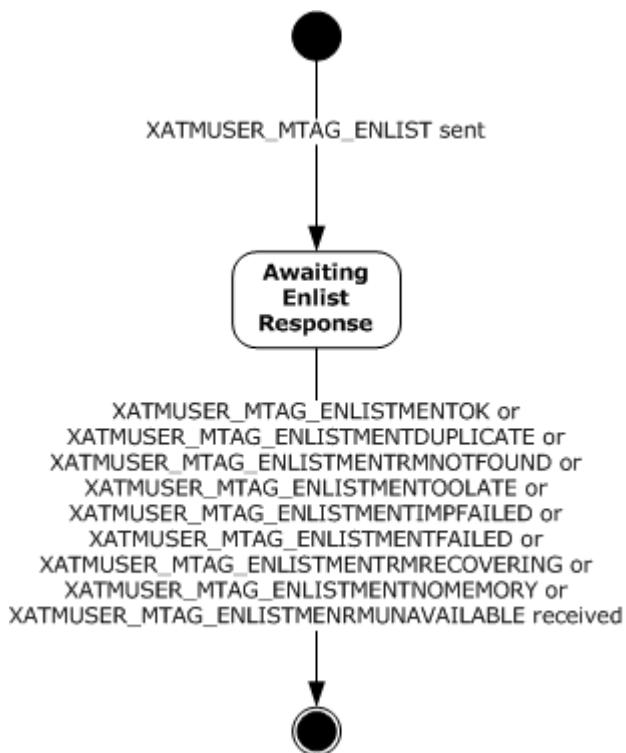 XATMUSER_MTAG_ENLIST sent
Awaiting
Enlist
Response
XATMUSER_MTAG_ENLISTMENTOK or
XATMUSER_MTAG_ENLISTMENTDUPLICATE or
XATMUSER_MTAG_ENLISTMENTRMNOTFOUND or
XATMUSER_MTAG_ENLISTMENTOOLATE or
XATMUSER_MTAG_ENLISTMENTIMPFAILED or
XATMUSER_MTAG_ENLISTMENTFAILED or
XATMUSER_MTAG_ENLISTMENTRMRECOVERING or
XATMUSER_MTAG_ENLISTMENTNOMEMORY or
XATMUSER_MTAG_ENLISTMENRMUNAVAILABLE received